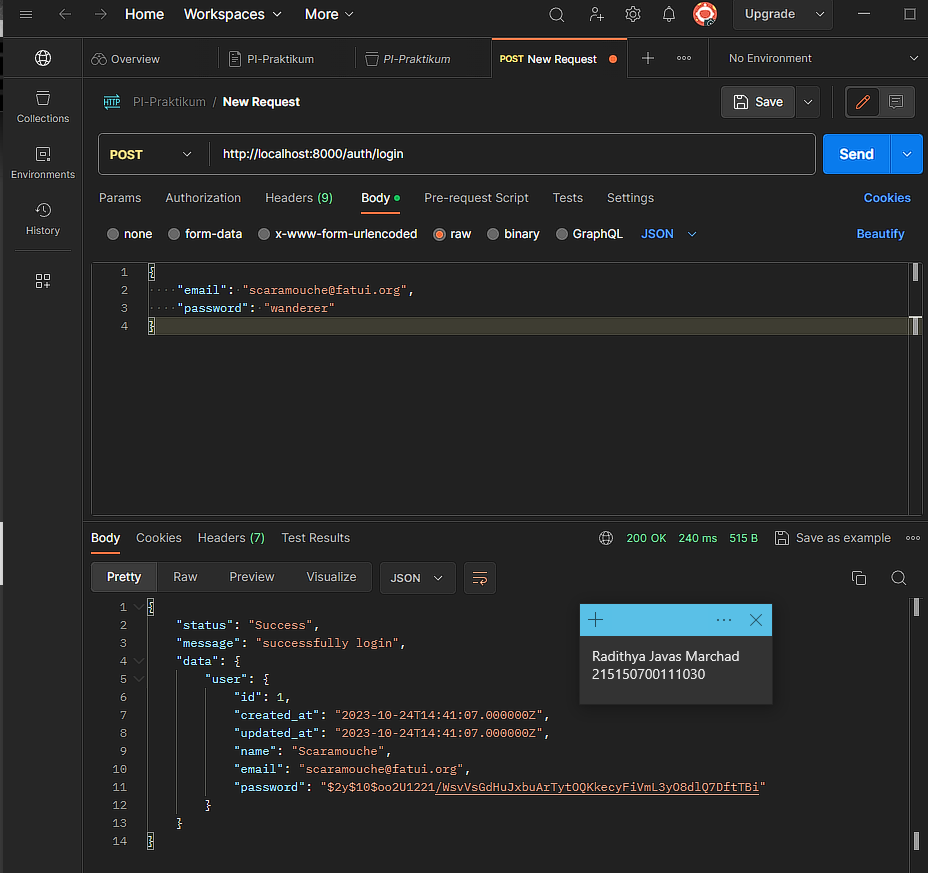 Home Workspaces More Upgrade
Overview PI-Praktikum PI-Praktikum POST New Request No Environment
HTTP PI-Praktikum / New Request Save
Collections
Environments
History
POST http://localhost:8000/auth/login Send
Params Authorization Headers (9) Body Pre-request Script Tests Settings Cookies
none form-data x-www-form-urlencoded raw binary GraphQL JSON Beautify
1 {
2 "email": "scaramouche@fatui.org",
3 "password": "wanderer"
4 }
Body Cookies Headers (7) Test Results 200 OK 240 ms 515 B Save as example
Pretty Raw Preview Visualize JSON
1 {
2 "status": "Success",
3 "message": "successfully login",
4 "data": {
5 "user": {
6 "id": 1,
7 "created_at": "2023-10-24T14:41:07.000000Z",
8 "updated_at": "2023-10-24T14:41:07.000000Z",
9 "name": "Scaramouche",
10 "email": "scaramouche@fatui.org",
11 "password": "$2y$10$oo2U1221/WsvVsGdHuJxbuArTytOQKkecyFiVmL3yO8dlQ7DftTBi"
12 }
13 }
14 }
Radithya Javas Marchad
215150700111030